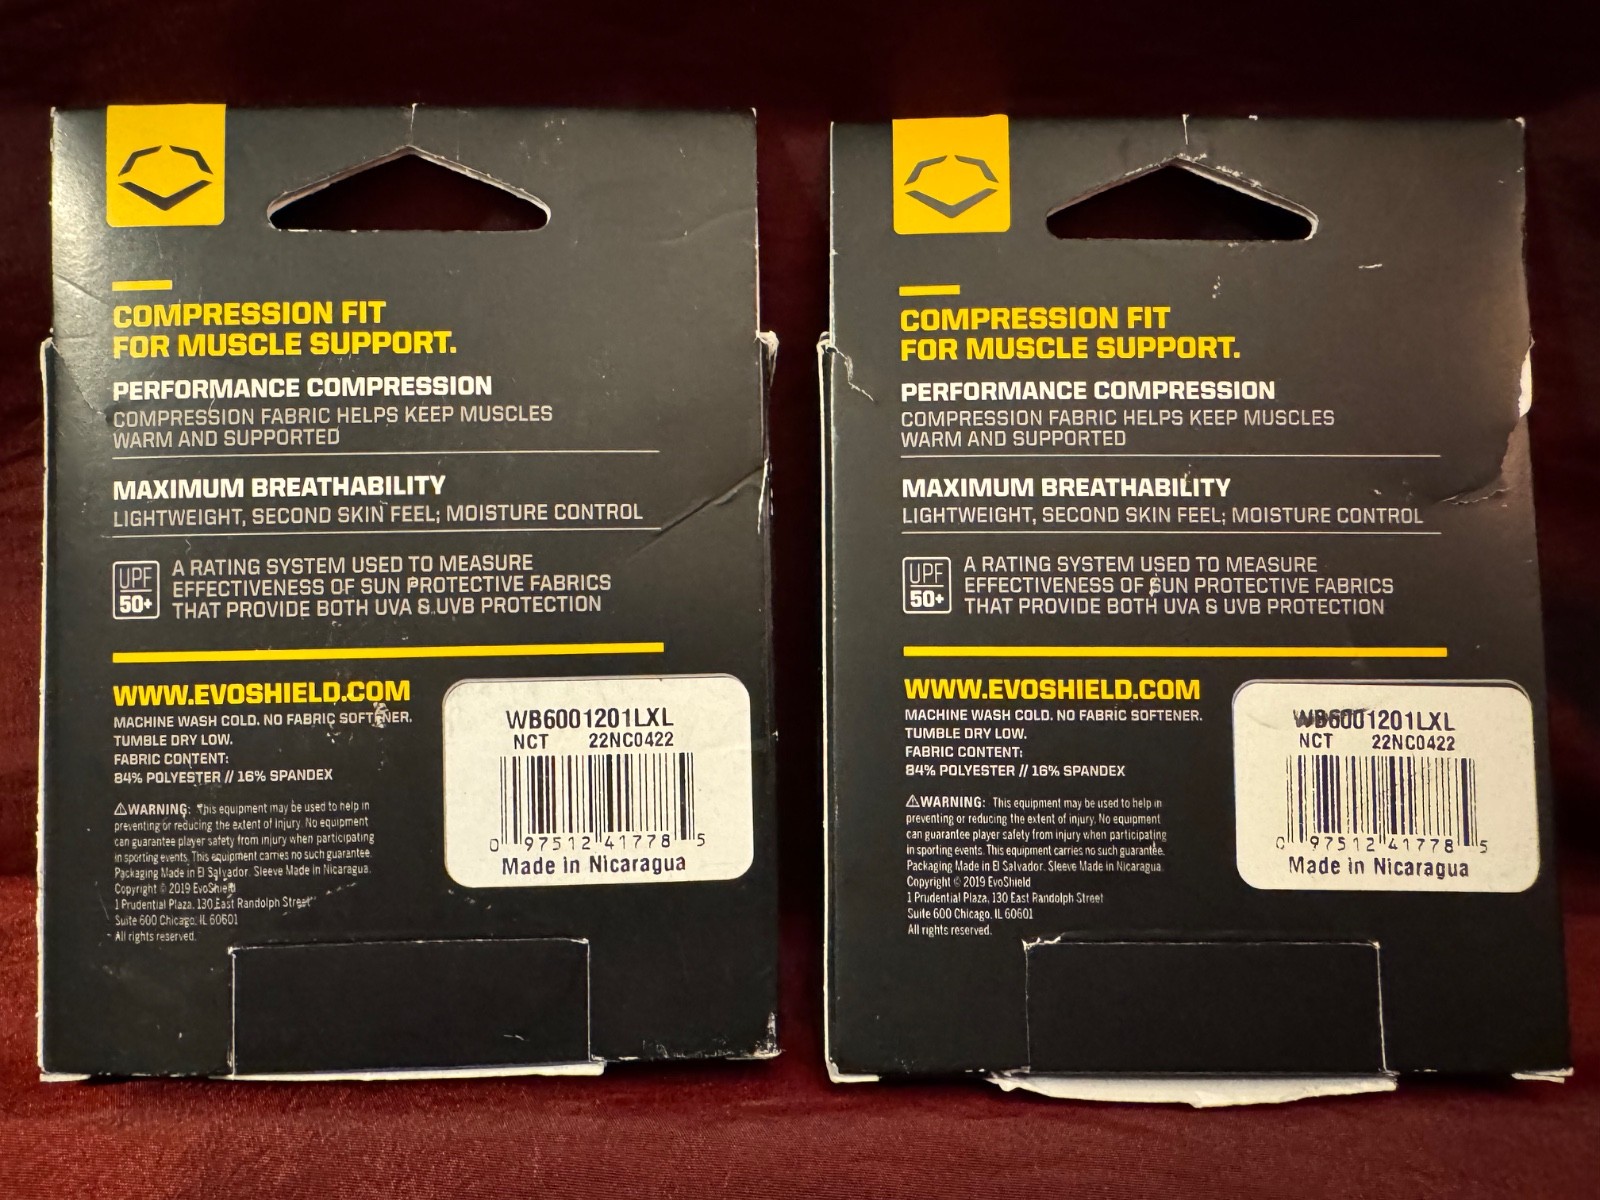 COMPRESSION FIT
FOR MUSCLE SUPPORT.
PERFORMANCE COMPRESSION
COMPRESSION FABRIC HELPS KEEP MUSCLES
WARM AND SUPPORTED
MAXIMUM BREATHABILITY
LIGHTWEIGHT, SECOND SKIN FEEL; MOISTURE CONTROL
UPF
50+
A RATING SYSTEM USED TO MEASURE
EFFECTIVENESS OF SUN PROTECTIVE FABRICS
THAT PROVIDE BOTH UVA & UVB PROTECTION
WWW.EVOSHIELD.COM
MACHINE WASH COLD. NO FABRIC SOFTENER.
TUMBLE DRY LOW.
FABRIC CONTENT:
84% POLYESTER // 16% SPANDEX
⚠WARNING: This equipment may be used to help in
preventing or reducing the extent of injury. No equipment
can guarantee player safety from injury when participating
in sporting events. This equipment carries no such guarantee.
Packaging Made in El Salvador. Sleeve Made in Nicaragua.
Copyright © 2019 EvoShield
1 Prudential Plaza, 130 East Randolph Street
Suite 600 Chicago, IL 60601
All rights reserved.
WB6001201LXL
NCT 22NC0422
0 97512 41778 5
Made in Nicaragua
COMPRESSION FIT
FOR MUSCLE SUPPORT.
PERFORMANCE COMPRESSION
COMPRESSION FABRIC HELPS KEEP MUSCLES
WARM AND SUPPORTED
MAXIMUM BREATHABILITY
LIGHTWEIGHT, SECOND SKIN FEEL; MOISTURE CONTROL
UPF
50+
A RATING SYSTEM USED TO MEASURE
EFFECTIVENESS OF SUN PROTECTIVE FABRICS
THAT PROVIDE BOTH UVA & UVB PROTECTION
WWW.EVOSHIELD.COM
MACHINE WASH COLD. NO FABRIC SOFTENER.
TUMBLE DRY LOW.
FABRIC CONTENT:
84% POLYESTER // 16% SPANDEX
⚠WARNING: This equipment may be used to help in
preventing or reducing the extent of injury. No equipment
can guarantee player safety from injury when participating
in sporting events. This equipment carries no such guarantee.
Packaging Made in El Salvador. Sleeve Made in Nicaragua.
Copyright © 2019 EvoShield
1 Prudential Plaza, 130 East Randolph Street
Suite 600 Chicago, IL 60601
All rights reserved.
WB6001201LXL
NCT 22NC0422
0 97512 41778 5
Made in Nicaragua